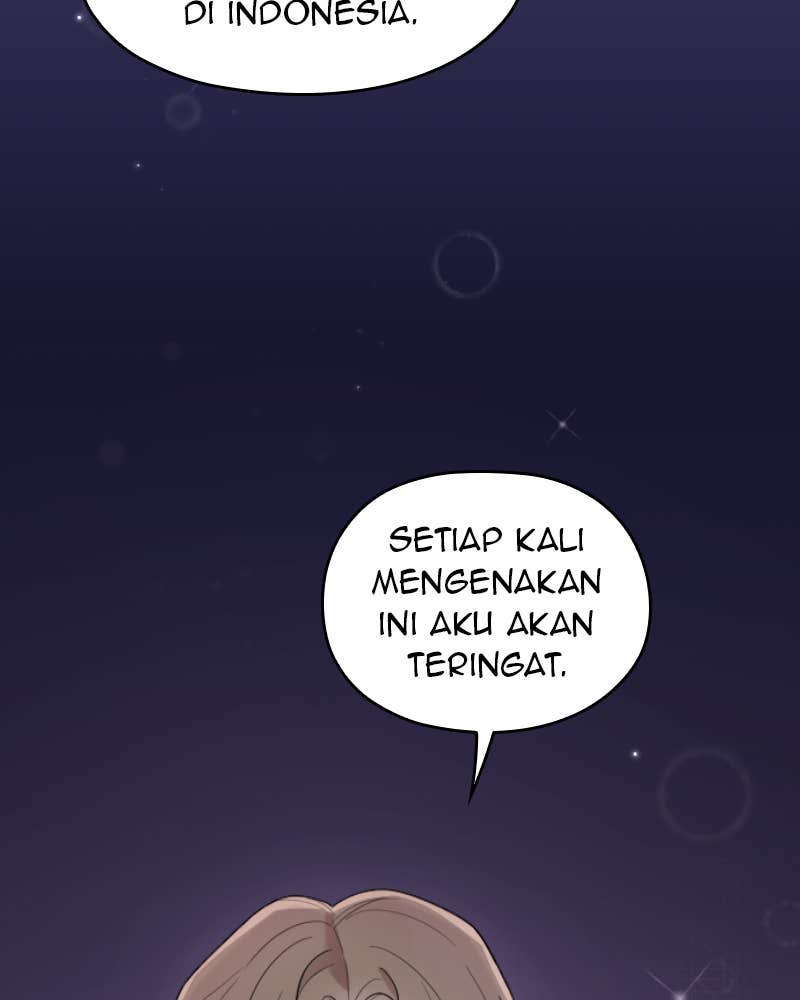 DI INDONESIA.
SETIAP KALI
MENGENAKAN
INI AKU AKAN
TERINGAT.